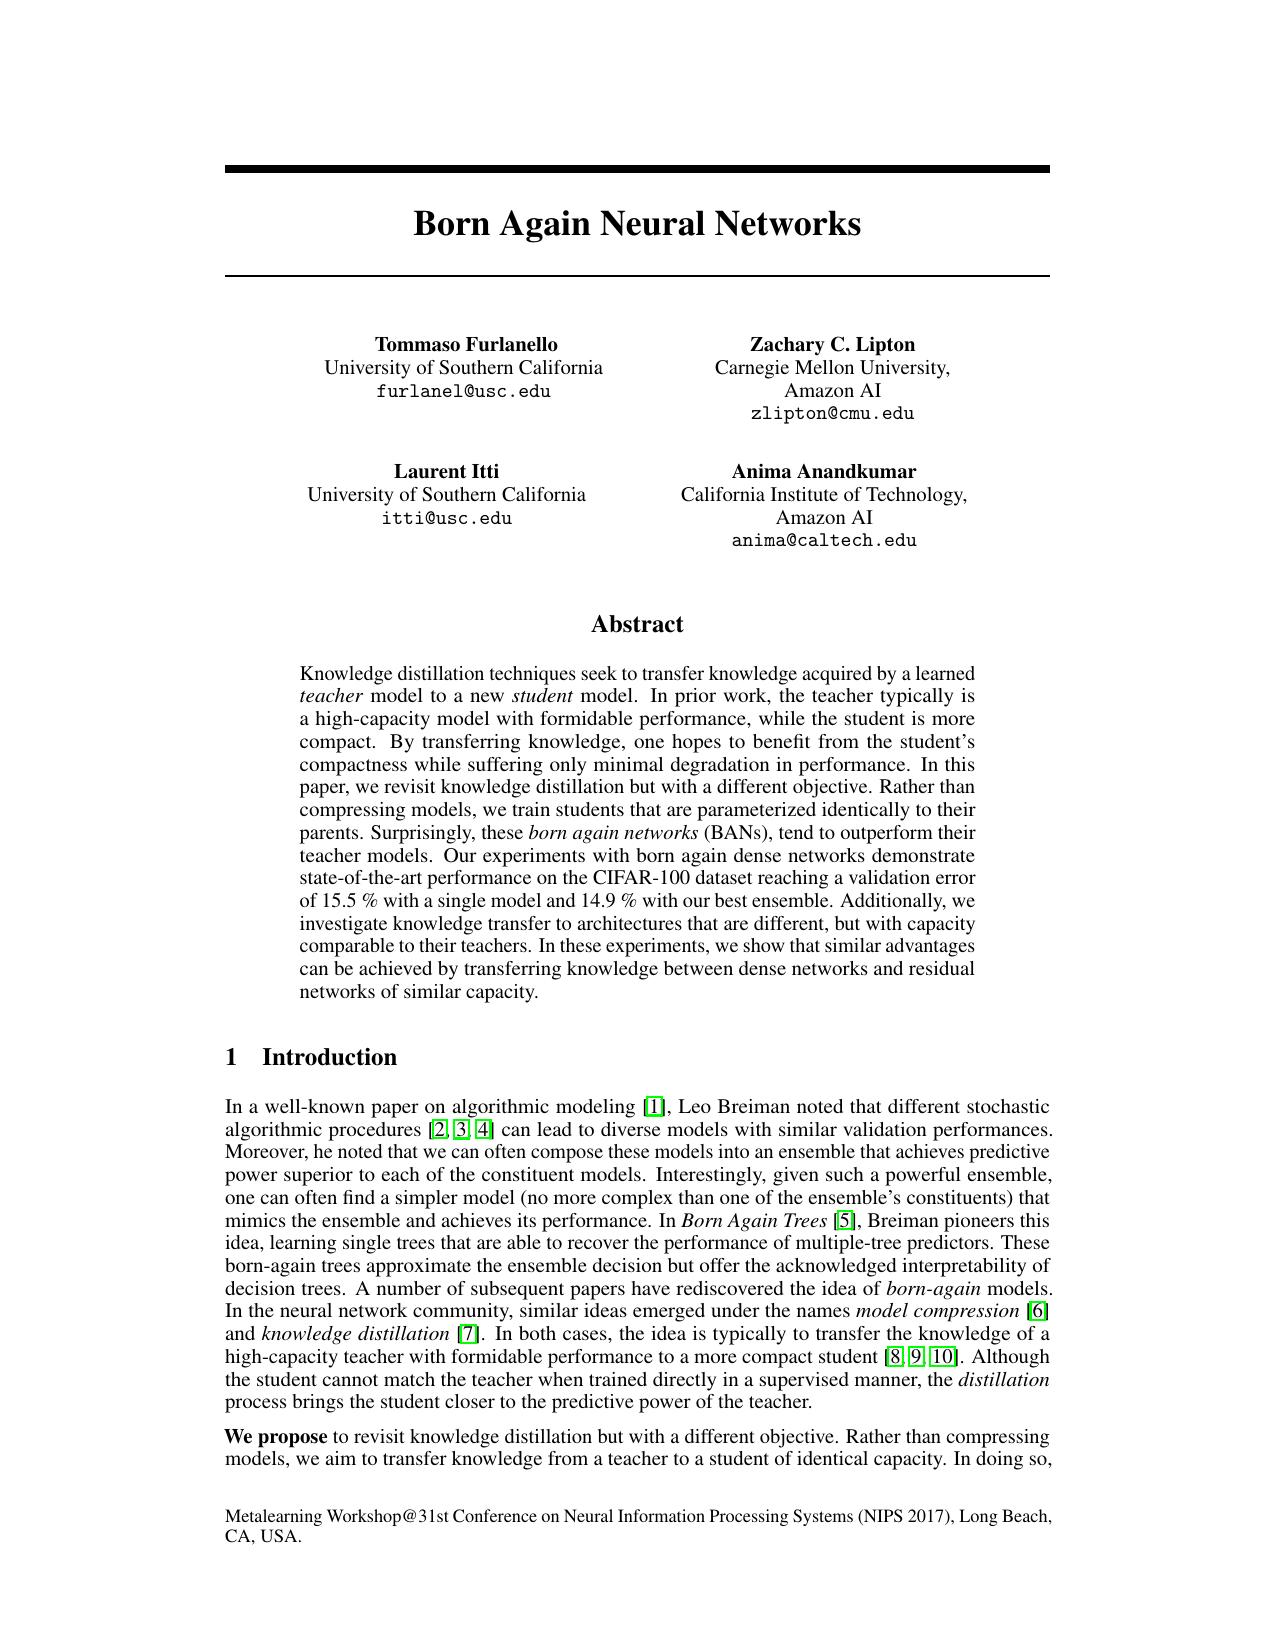 Born Again Neural Networks
Tommaso Furlanello
University of Southern California
furlanel@usc.edu
Zachary C. Lipton
Carnegie Mellon University,
Amazon AI
zlipton@cmu.edu
Laurent Itti
University of Southern California
itti@usc.edu
Anima Anandkumar
California Institute of Technology,
Amazon AI
anima@caltech.edu
Abstract
Knowledge distillation techniques seek to transfer knowledge acquired by a learned
teacher model to a new student model. In prior work, the teacher typically is
a high-capacity model with formidable performance, while the student is more
compact. By transferring knowledge, one hopes to benefit from the student's
compactness while suffering only minimal degradation in performance. In this
paper, we revisit knowledge distillation but with a different objective. Rather than
compressing models, we train students that are parameterized identically to their
parents. Surprisingly, these born again networks (BANs), tend to outperform their
teacher models. Our experiments with born again dense networks demonstrate
state-of-the-art performance on the CIFAR-100 dataset reaching a validation error
of 15.5 % with a single model and 14.9 % with our best ensemble. Additionally, we
investigate knowledge transfer to architectures that are different, but with capacity
comparable to their teachers. In these experiments, we show that similar advantages
can be achieved by transferring knowledge between dense networks and residual
networks of similar capacity.
1 Introduction
In a well-known paper on algorithmic modeling [1], Leo Breiman noted that different stochastic
algorithmic procedures [2, 3, 4] can lead to diverse models with similar validation performances.
Moreover, he noted that we can often compose these models into an ensemble that achieves predictive
power superior to each of the constituent models. Interestingly, given such a powerful ensemble,
one can often find a simpler model (no more complex than one of the ensemble's constituents) that
mimics the ensemble and achieves its performance. In Born Again Trees [5], Breiman pioneers this
idea, learning single trees that are able to recover the performance of multiple-tree predictors. These
born-again trees approximate the ensemble decision but offer the acknowledged interpretability of
decision trees. A number of subsequent papers have rediscovered the idea of born-again models.
In the neural network community, similar ideas emerged under the names model compression [6]
and knowledge distillation [7]. In both cases, the idea is typically to transfer the knowledge of a
high-capacity teacher with formidable performance to a more compact student [8, 9, 10]. Although
the student cannot match the teacher when trained directly in a supervised manner, the distillation
process brings the student closer to the predictive power of the teacher.
We propose to revisit knowledge distillation but with a different objective. Rather than compressing
models, we aim to transfer knowledge from a teacher to a student of identical capacity. In doing so,
Metalearning Workshop@31st Conference on Neural Information Processing Systems (NIPS 2017), Long Beach,
CA, USA.